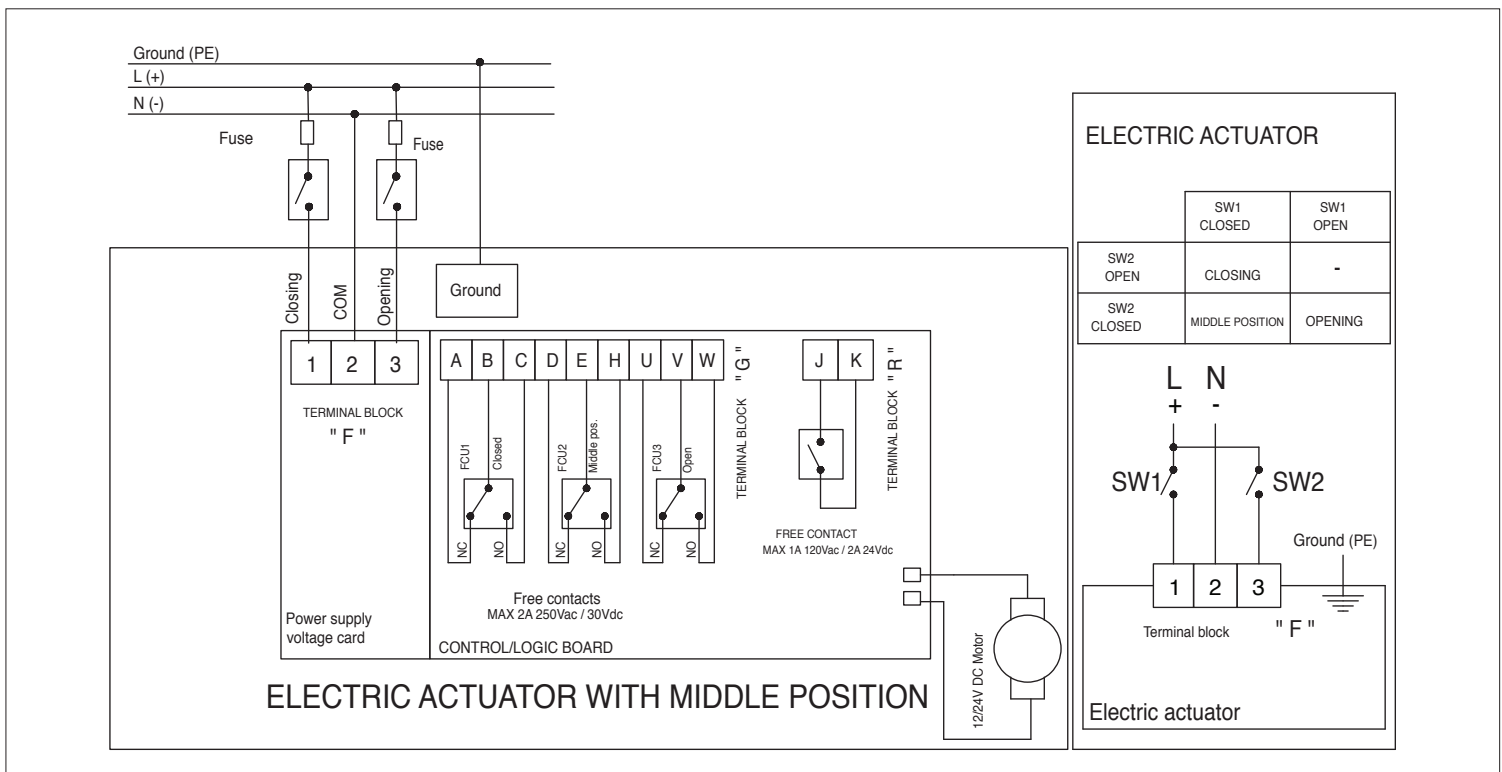 Ground (PE)
L (+)
N (-)
Fuse
Fuse
Closing
COM
Opening
Ground
1 2 3
TERMINAL BLOCK
" F "
A B C D E H U V W
TERMINAL BLOCK " G "
J K
TERMINAL BLOCK " R "
FCU1
Closed
FCU2
Middle pos.
FCU3
Open
NC
NO
NC
NO
NC
NO
FREE CONTACT
MAX 1A 120Vac / 2A 24Vdc
Free contacts
MAX 2A 250Vac / 30Vdc
Power supply
voltage card
CONTROL/LOGIC BOARD
12/24V DC Motor
ELECTRIC ACTUATOR WITH MIDDLE POSITION
ELECTRIC ACTUATOR
SW1
CLOSED
SW1
OPEN
SW2
OPEN
CLOSING
-
SW2
CLOSED
MIDDLE POSITION
OPENING
L N
+ -
SW1
SW2
Ground (PE)
1 2 3
Terminal block
" F "
Electric actuator